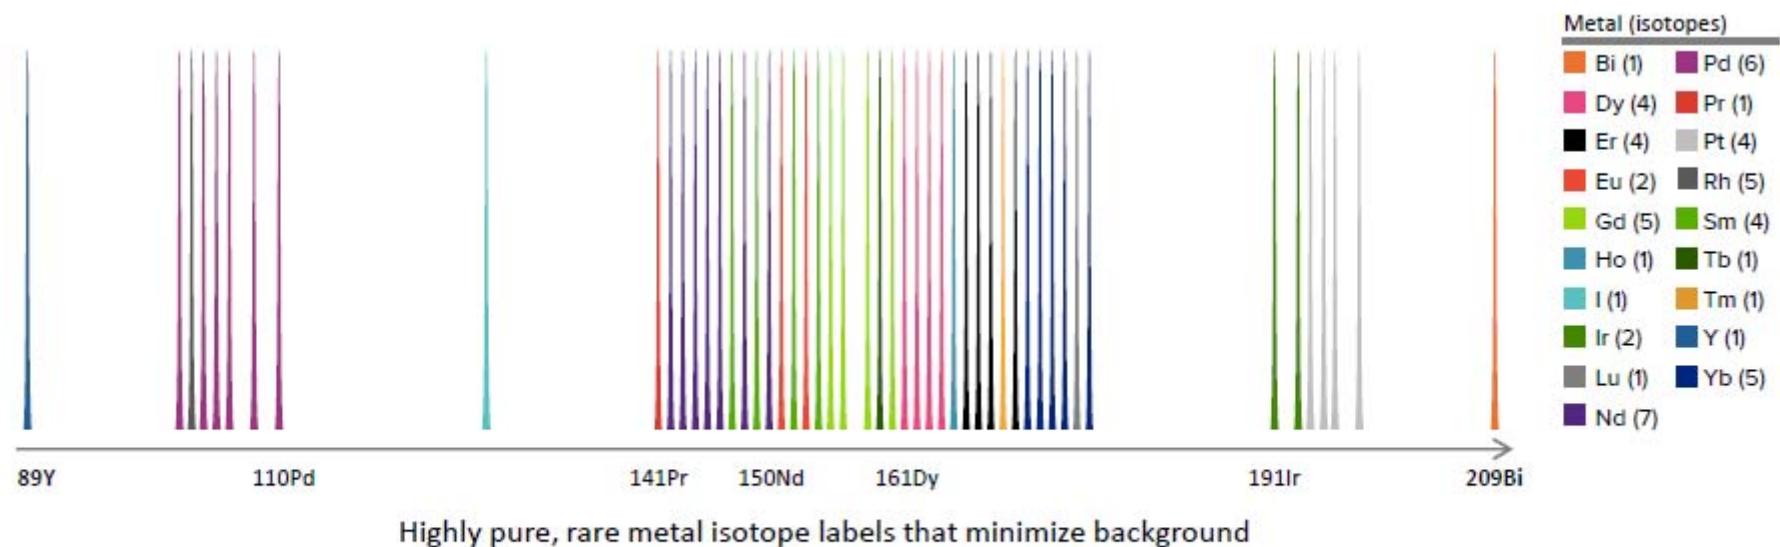 Metal (isotopes)
Bi (1) Pd (6)
Dy (4) Pr (1)
Er (4) Pt (4)
Eu (2) Rh (5)
Gd (5) Sm (4)
Ho (1) Tb (1)
I (1) Tm (1)
Ir (2) Y (1)
Lu (1) Yb (5)
Nd (7)
89Y 110Pd 141Pr 150Nd 161Dy 191Ir 209Bi
Highly pure, rare metal isotope labels that minimize background